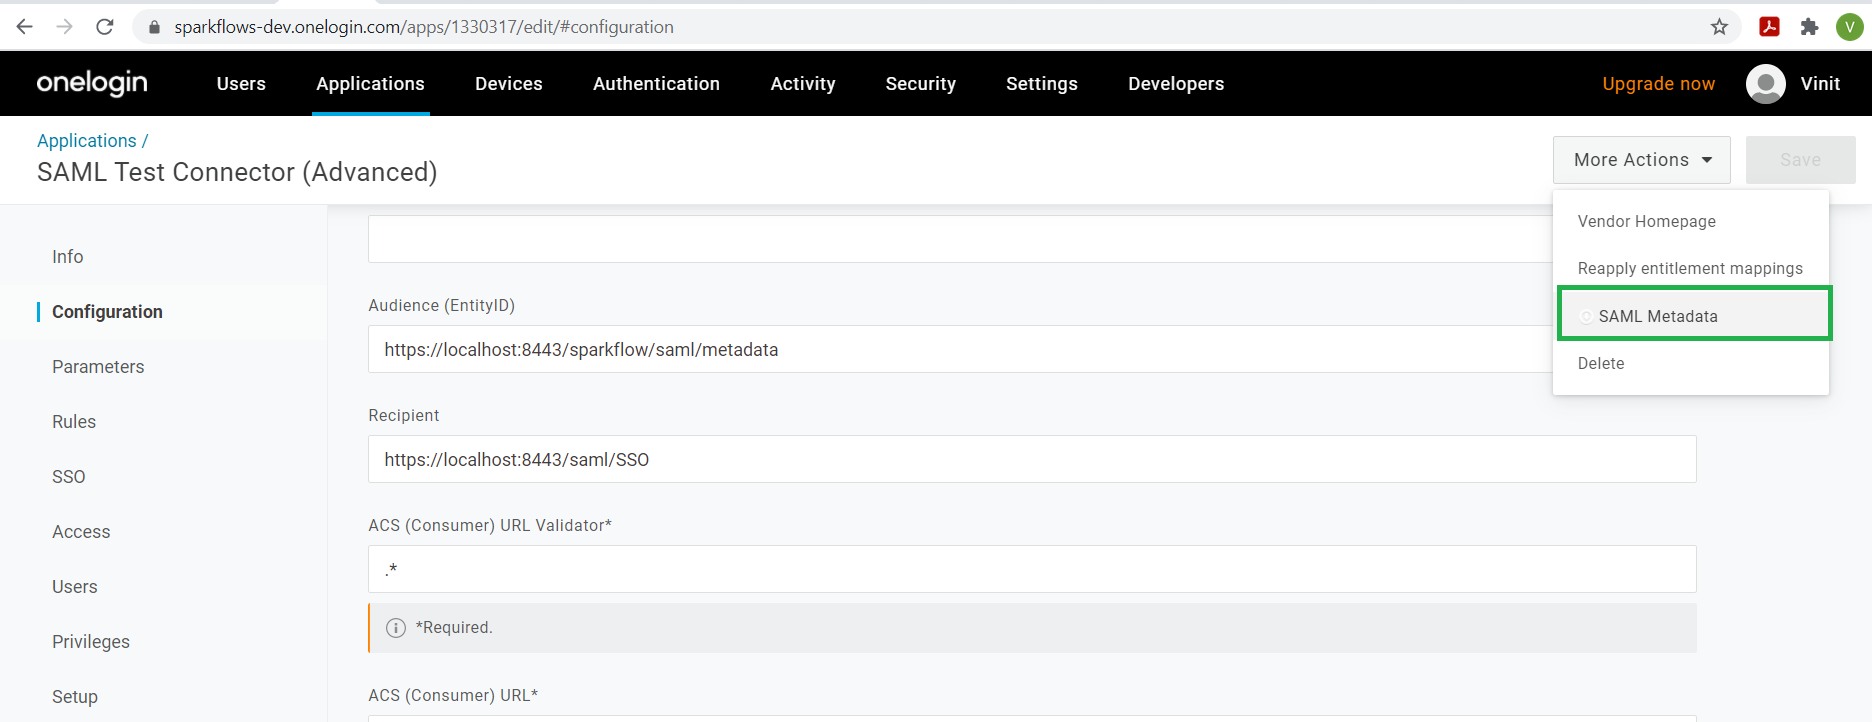 sparkflows-dev.onelogin.com/apps/1330317/edit/#configuration
V
onelogin
Users
Applications
Devices
Authentication
Activity
Security
Settings
Developers
Upgrade now
Vinit
Applications /
SAML Test Connector (Advanced)
More Actions
Save
Vendor Homepage
Reapply entitlement mappings
SAML Metadata
Delete
Info
Configuration
Parameters
Rules
SSO
Access
Users
Privileges
Setup
Audience (EntityID)
https://localhost:8443/sparkflow/saml/metadata
Recipient
https://localhost:8443/saml/SSO
ACS (Consumer) URL Validator*
.*
*Required.
ACS (Consumer) URL*